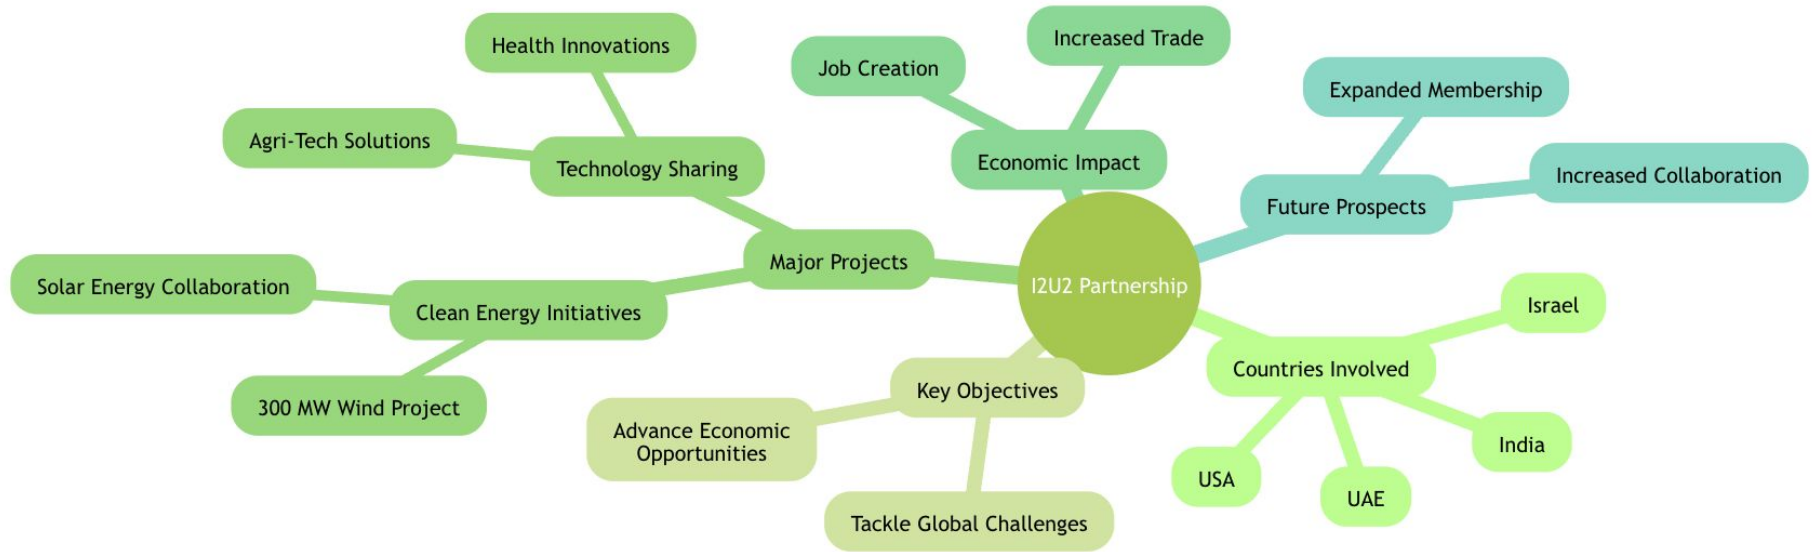 Health Innovations
Agri-Tech Solutions
Technology Sharing
Solar Energy Collaboration
Clean Energy Initiatives
300 MW Wind Project
Major Projects
Job Creation
Increased Trade
Economic Impact
Expanded Membership
Increased Collaboration
Future Prospects
I2U2 Partnership
Key Objectives
Advance Economic
Opportunities
Tackle Global Challenges
Countries Involved
Israel
India
UAE
USA